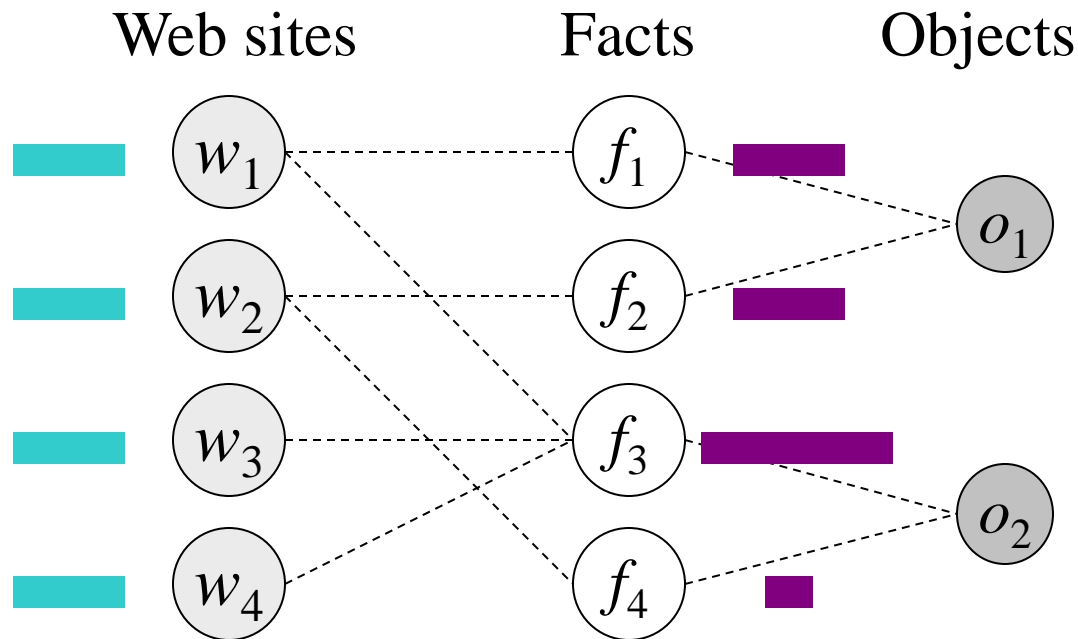 Web sites Facts Objects
w1 f1
o1
w2 f2
w3 f3
o2
w4 f4